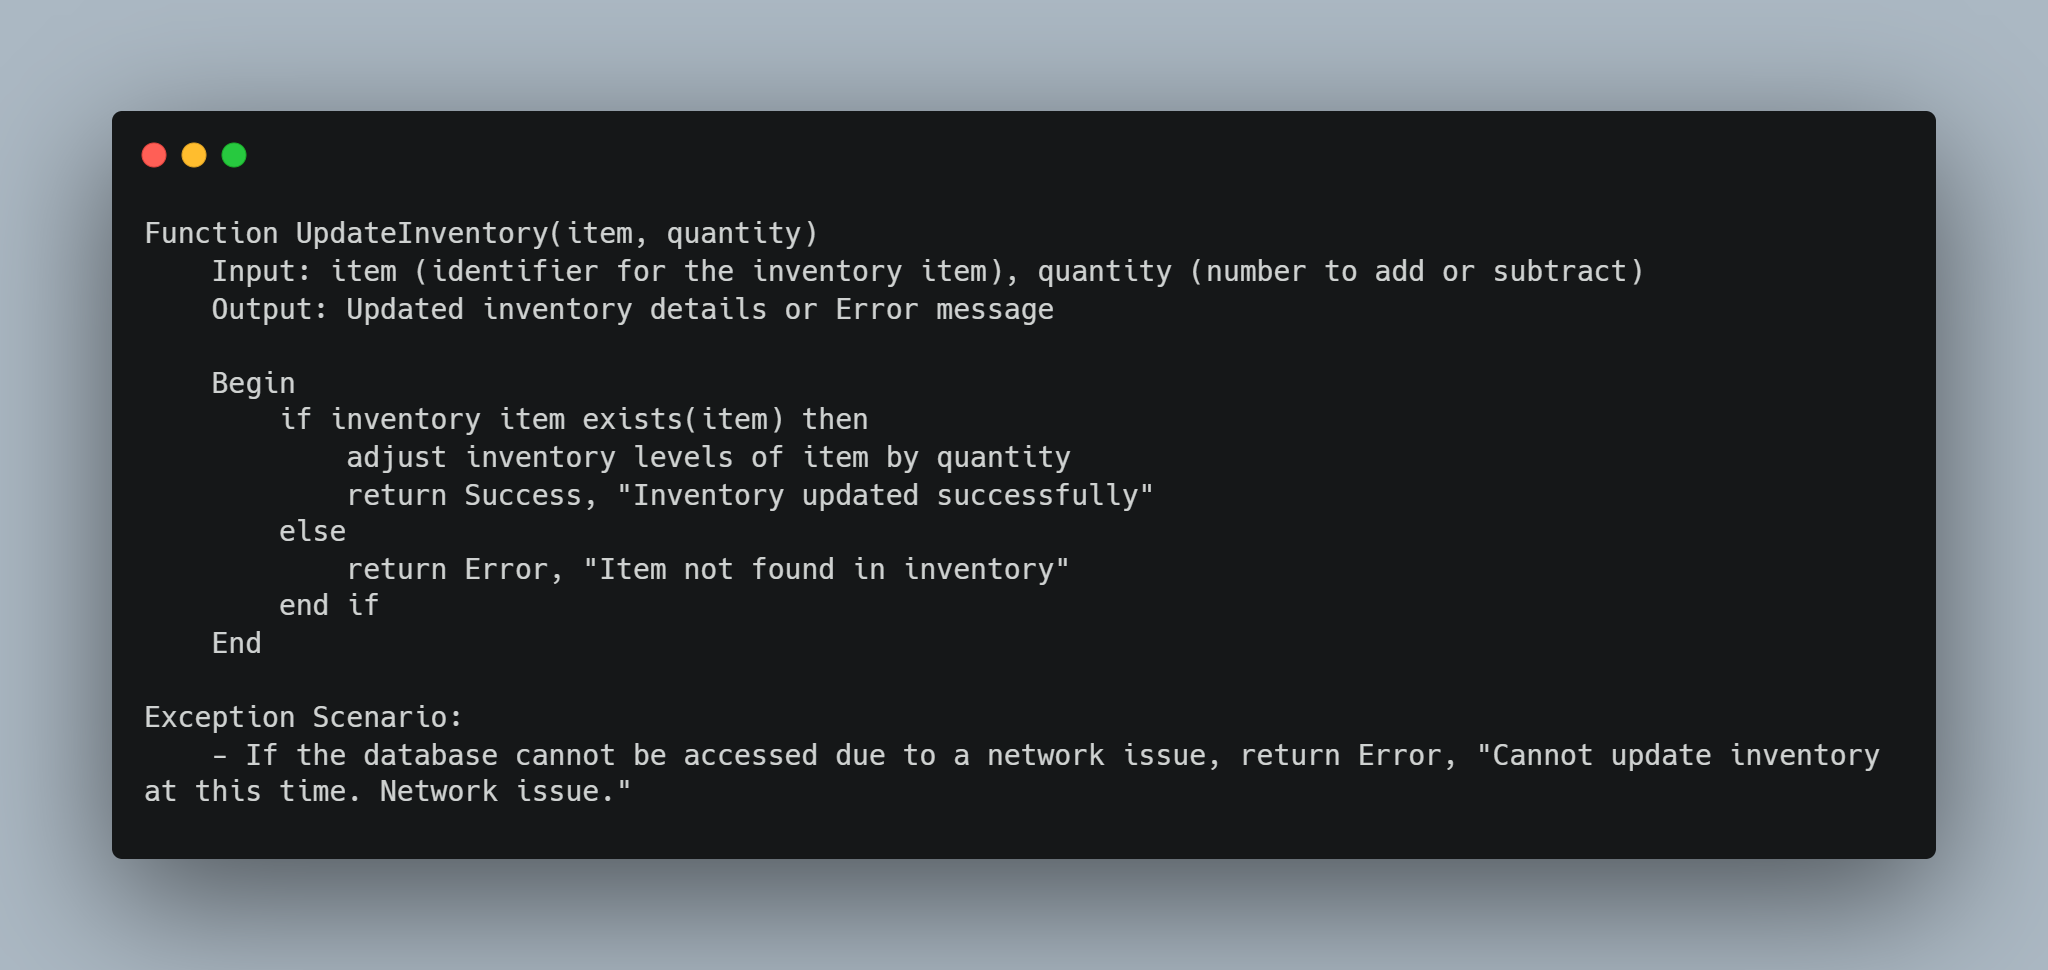 Function UpdateInventory(item, quantity)
    Input: item (identifier for the inventory item), quantity (number to add or subtract)
    Output: Updated inventory details or Error message

    Begin
        if inventory item exists(item) then
            adjust inventory levels of item by quantity
            return Success, "Inventory updated successfully"
        else
            return Error, "Item not found in inventory"
        end if
    End

Exception Scenario:
    - If the database cannot be accessed due to a network issue, return Error, "Cannot update inventory
at this time. Network issue."